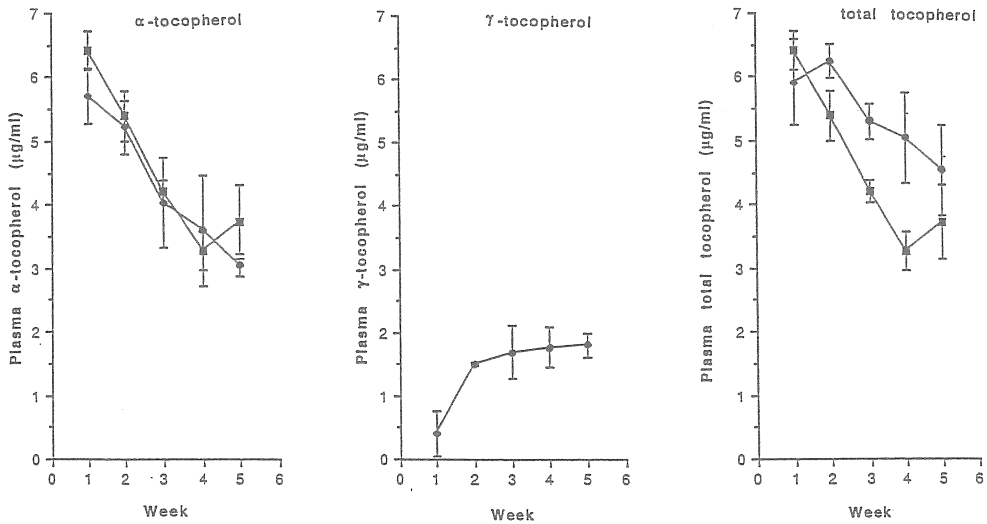 α-tocopherol
7
6
5
4
3
2
1
0
Plasma α-tocopherol (μg/ml)
0 1 2 3 4 5 6
Week
γ-tocopherol
7
6
5
4
3
2
1
0
Plasma γ-tocopherol (μg/ml)
0 1 2 3 4 5 6
Week
total tocopherol
7
6
5
4
3
2
1
0
Plasma total tocopherol (μg/ml)
0 1 2 3 4 5 6
Week